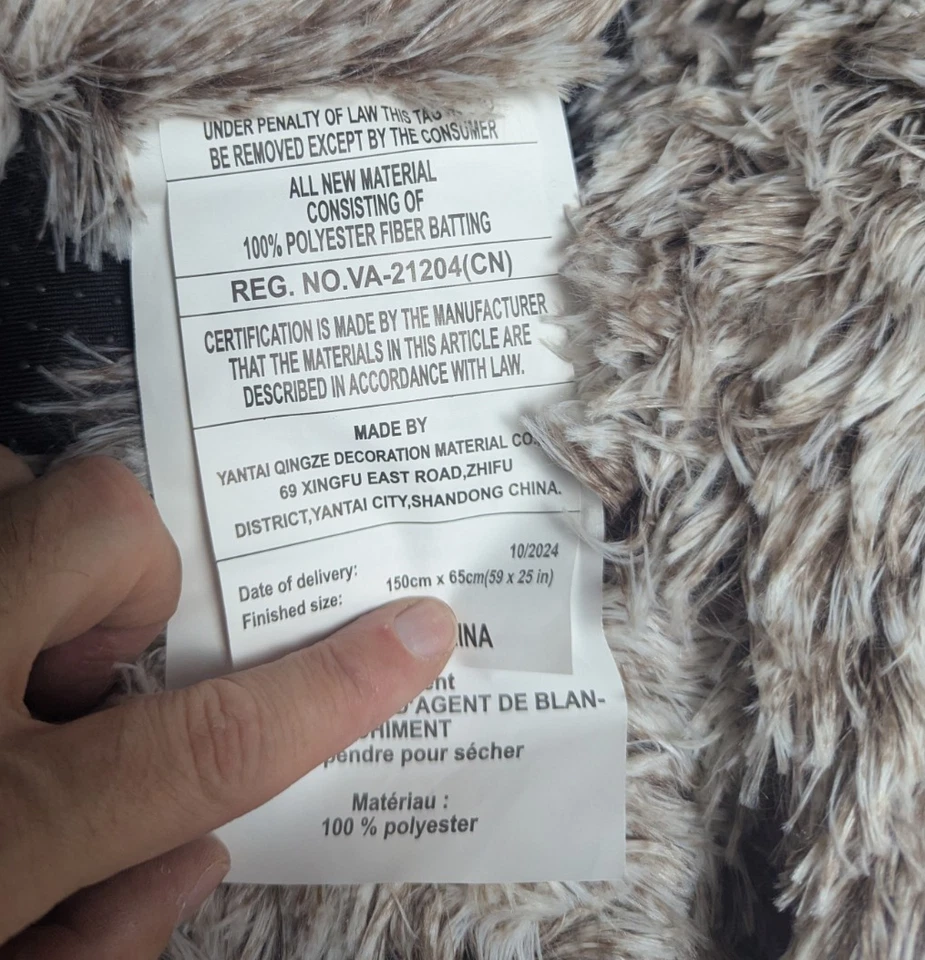 UNDER PENALTY OF LAW THIS TAG
BE REMOVED EXCEPT BY THE CONSUMER
ALL NEW MATERIAL
CONSISTING OF
100% POLYESTER FIBER BATTING
REG. NO.VA-21204(CN)
CERTIFICATION IS MADE BY THE MANUFACTURER
THAT THE MATERIALS IN THIS ARTICLE ARE
DESCRIBED IN ACCORDANCE WITH LAW.
MADE BY
YANTAI QINGZE DECORATION MATERIAL CO.
69 XINGFU EAST ROAD,ZHIFU
DISTRICT,YANTAI CITY,SHANDONG CHINA.
Date of delivery: 10/2024
Finished size: 150cm x 65cm(59 x 25 in)
INA
nt
'AGENT DE BLAN-
HIMENT
pendre pour sécher
Matériau :
100 % polyester